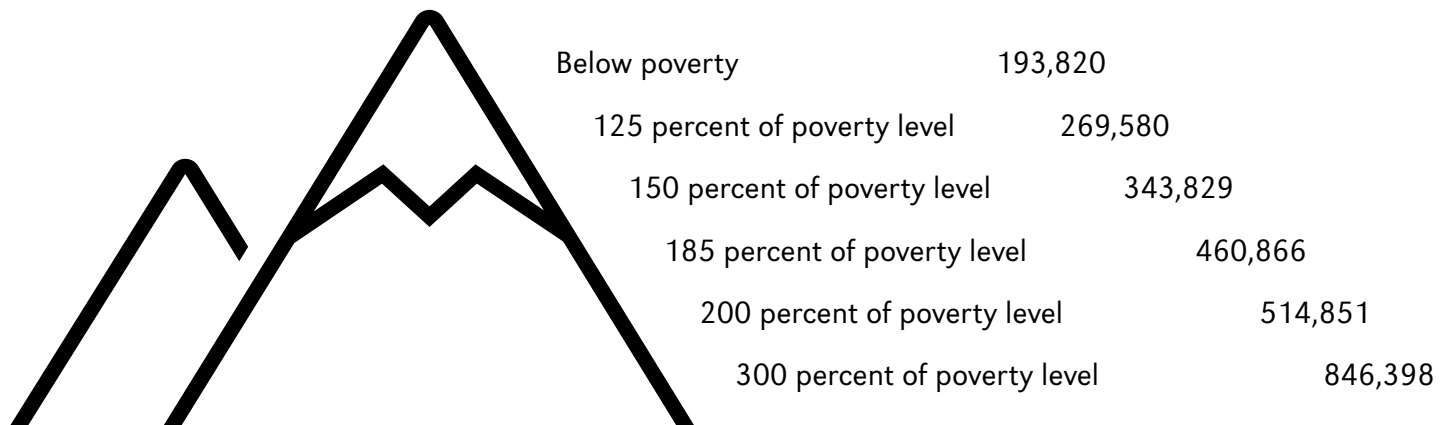 Below poverty 193,820
125 percent of poverty level 269,580
150 percent of poverty level 343,829
185 percent of poverty level 460,866
200 percent of poverty level 514,851
300 percent of poverty level 846,398